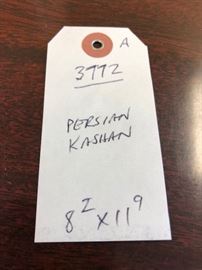 A
3772
PERSIAN
KASHAN
8² x 11⁹